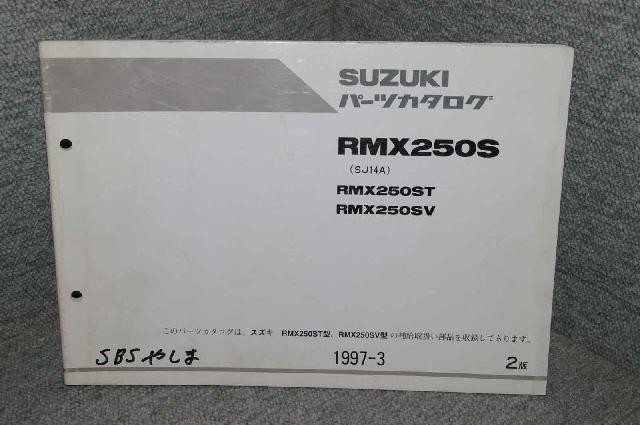 SUZUKI
パーツカタログ
RMX250S
(SJ14A)
RMX250ST
RMX250SV
このパーツカタログは、スズキ RMX250ST型、RMX250SV型の補給取扱い部品を収録してあります。
SBSやしま
1997-3
2版